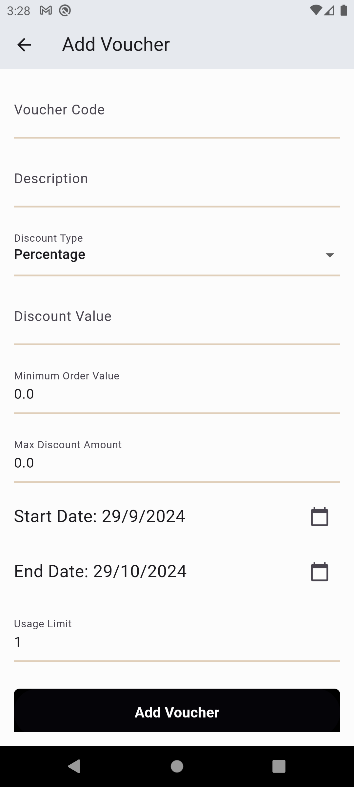 3:28
Add Voucher
Voucher Code
Description
Discount Type
Percentage
Discount Value
Minimum Order Value
0.0
Max Discount Amount
0.0
Start Date: 29/9/2024
End Date: 29/10/2024
Usage Limit
1
Add Voucher